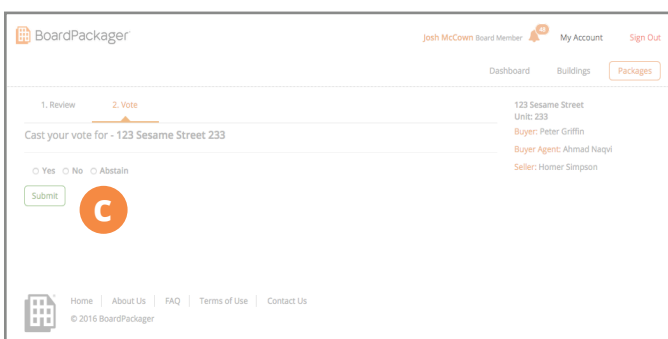 BoardPackager
Josh McCown Board Member 48 My Account Sign Out
Dashboard Buildings Packages
1. Review 2. Vote
Cast your vote for - 123 Sesame Street 233
Yes No Abstain
Submit
C
123 Sesame Street
Unit: 233
Buyer: Peter Griffin
Buyer Agent: Ahmad Naqvi
Seller: Homer Simpson
Home About Us FAQ Terms of Use Contact Us
© 2016 BoardPackager